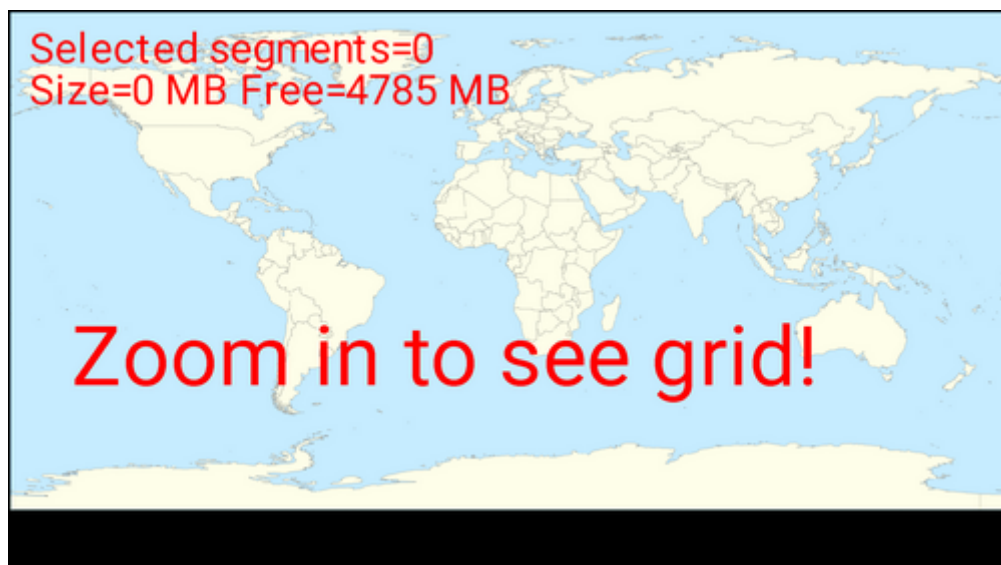 Selected segments=0
Size=0 MB Free=4785 MB
Zoom in to see grid!